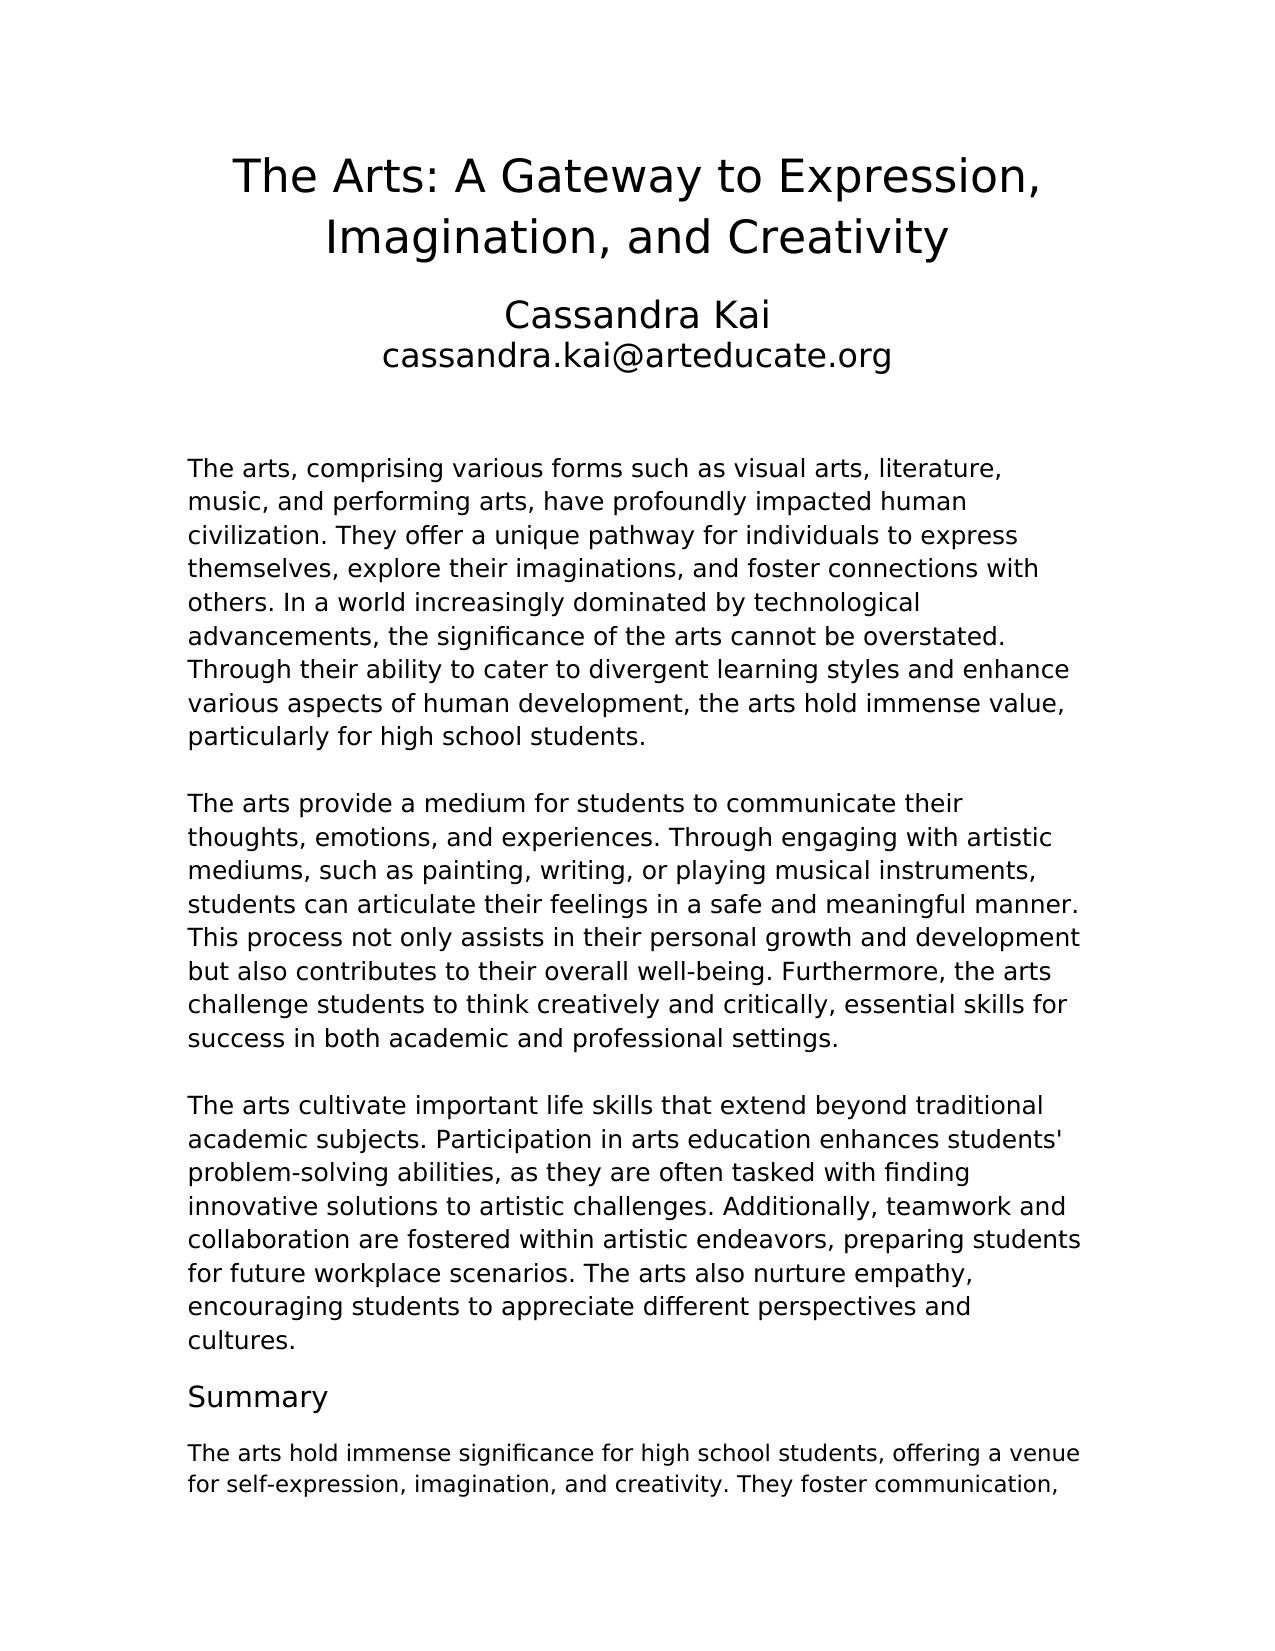 The Arts: A Gateway to Expression,
Imagination, and Creativity
Cassandra Kai
cassandra.kai@arteducate.org
The arts, comprising various forms such as visual arts, literature,
music, and performing arts, have profoundly impacted human
civilization. They offer a unique pathway for individuals to express
themselves, explore their imaginations, and foster connections with
others. In a world increasingly dominated by technological
advancements, the significance of the arts cannot be overstated.
Through their ability to cater to divergent learning styles and enhance
various aspects of human development, the arts hold immense value,
particularly for high school students.
The arts provide a medium for students to communicate their
thoughts, emotions, and experiences. Through engaging with artistic
mediums, such as painting, writing, or playing musical instruments,
students can articulate their feelings in a safe and meaningful manner.
This process not only assists in their personal growth and development
but also contributes to their overall well-being. Furthermore, the arts
challenge students to think creatively and critically, essential skills for
success in both academic and professional settings.
The arts cultivate important life skills that extend beyond traditional
academic subjects. Participation in arts education enhances students'
problem-solving abilities, as they are often tasked with finding
innovative solutions to artistic challenges. Additionally, teamwork and
collaboration are fostered within artistic endeavors, preparing students
for future workplace scenarios. The arts also nurture empathy,
encouraging students to appreciate different perspectives and
cultures.
Summary
The arts hold immense significance for high school students, offering a venue
for self-expression, imagination, and creativity. They foster communication,